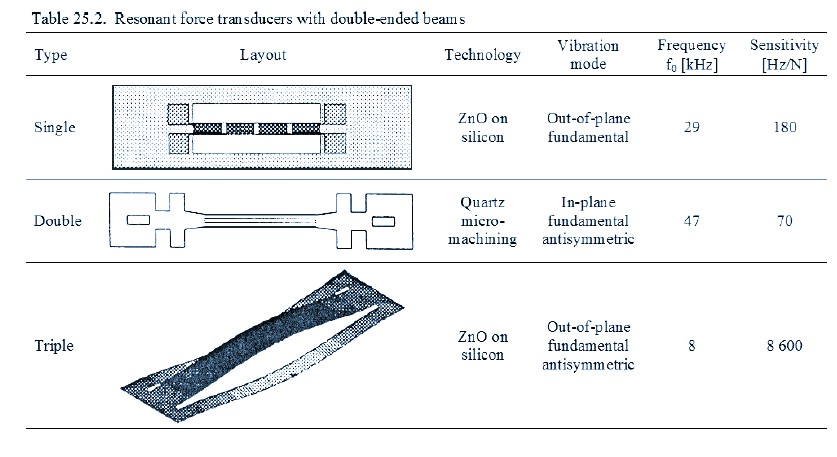 Table 25.2. Resonant force transducers with double-ended beams
Type Layout Technology Vibration mode Frequency f₀ [kHz] Sensitivity [Hz/N]
Single ZnO on silicon Out-of-plane fundamental 29 180
Double Quartz micro-machining In-plane fundamental antisymmetric 47 70
Triple ZnO on silicon Out-of-plane fundamental antisymmetric 8 8 600